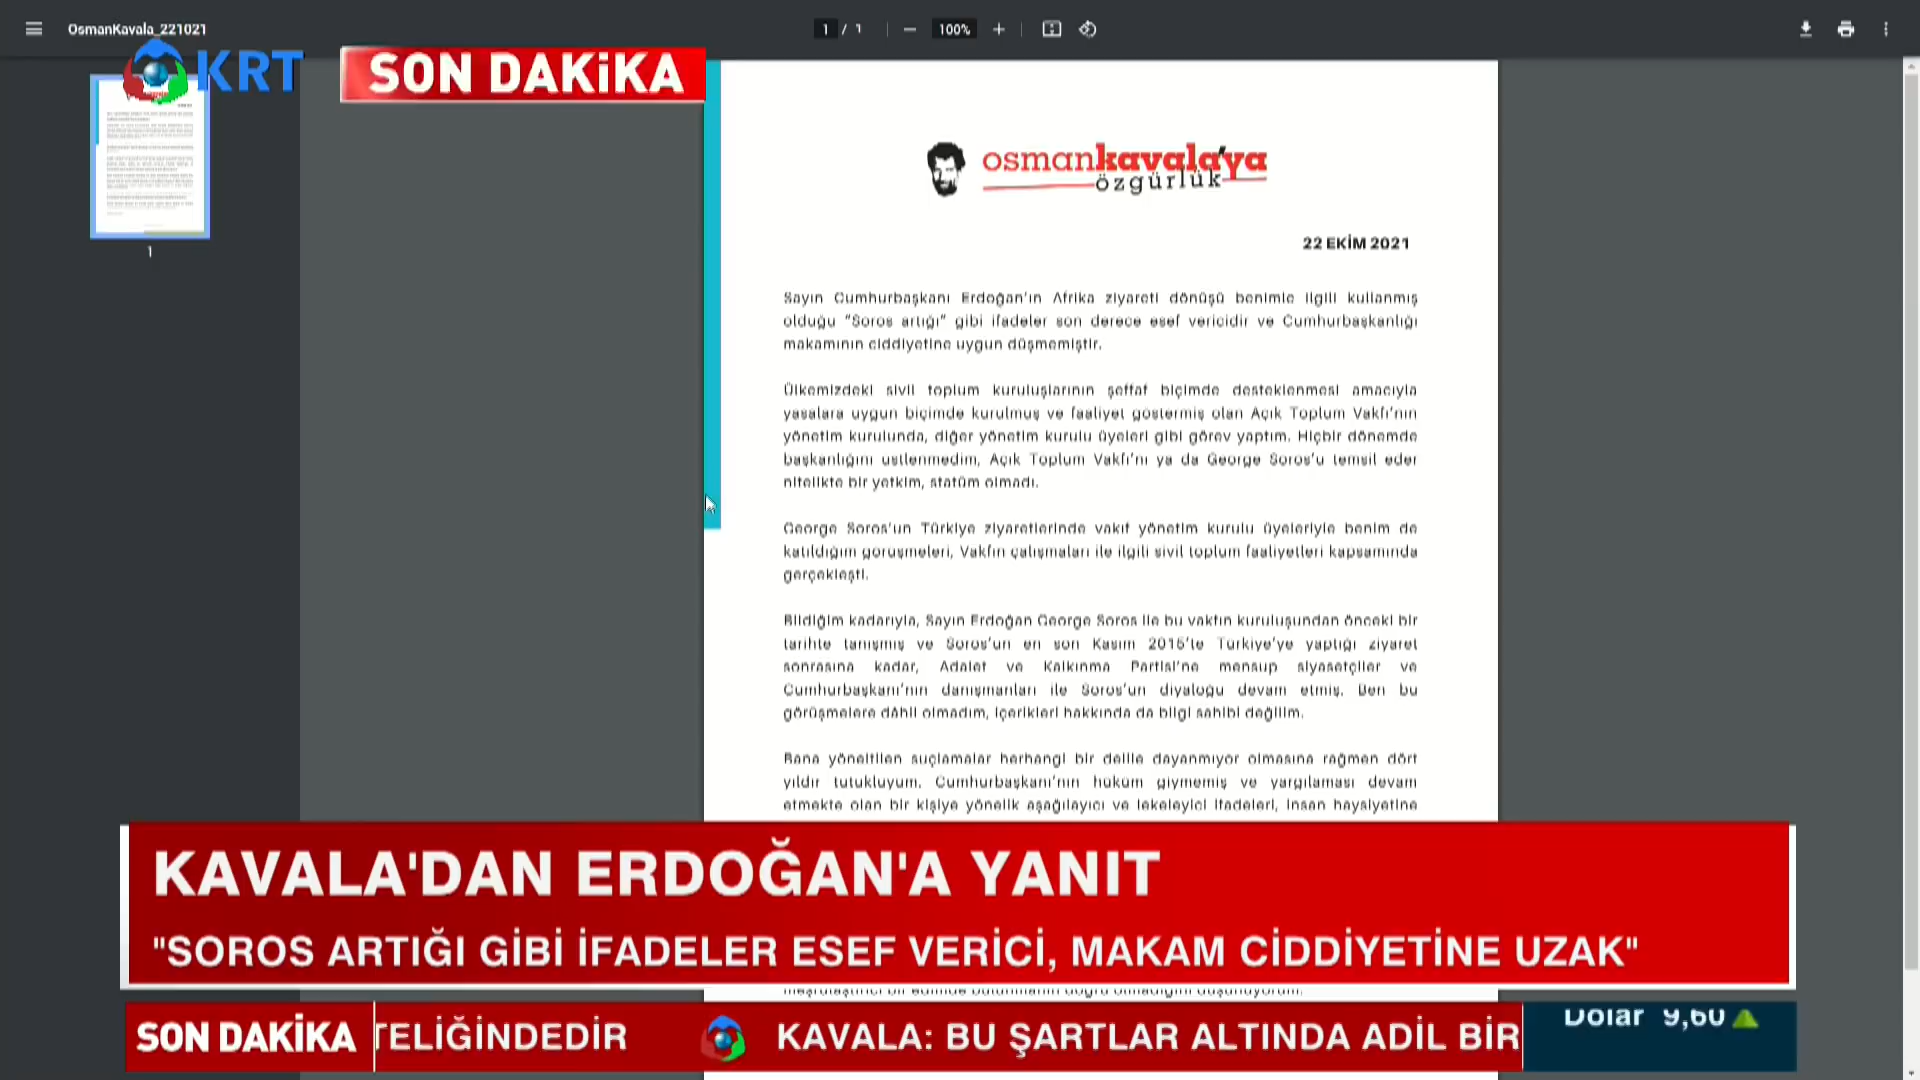 OsmanKavala_221021
1 / 1
100%
KRT
SON DAKİKA
1
osmankavala'ya
özgürlük
22 EKİM 2021
Sayın Cumhurbaşkanı Erdoğan'ın Afrika ziyareti dönüşü benimle ilgili kullanmış
olduğu “Soros artığı” gibi ifadeler son derece esef vericidir ve Cumhurbaşkanlığı
makamının ciddiyetine uygun düşmemiştir.
Ülkemizdeki sivil toplum kuruluşlarının şeffaf biçimde desteklenmesi amacıyla
yasalara uygun biçimde kurulmuş ve faaliyet göstermiş olan Açık Toplum Vakfı'nın
yönetim kurulunda, diğer yönetim kurulu üyeleri gibi görev yaptım. Hiçbir dönemde
başkanlığını üstlenmedim, Açık Toplum Vakfı'nı ya da George Soros'u temsil eder
nitelikte bir yetkim, statüm olmadı.
George Soros'un Türkiye ziyaretlerinde vakıf yönetim kurulu üyeleriyle benim de
katıldığım görüşmeleri, Vakfın çalışmaları ile ilgili sivil toplum faaliyetleri kapsamında
gerçekleşti.
Bildiğim kadarıyla, Sayın Erdoğan George Soros ile bu vakfın kuruluşundan önceki bir
tarihte tanışmış ve Soros'un en son Kasım 2015'te Türkiye'ye yaptığı ziyaret
sonrasına kadar, Adalet ve Kalkınma Partisi'ne mensup siyasetçiler ve
Cumhurbaşkanı'nın danışmanları ile Soros'un diyaloğu devam etmiş. Ben bu
görüşmelere dâhil olmadım, içerikleri hakkında da bilgi sahibi değilim.
Bana yöneltilen suçlamalar herhangi bir delile dayanmıyor olmasına rağmen dört
yıldır tutukluyum. Cumhurbaşkanı'nın hüküm giymemiş ve yargılaması devam
etmekte olan bir kişiye yönelik aşağılayıcı ve lekeleyici ifadeleri, insan haysiyetine
KAVALA'DAN ERDOĞAN'A YANIT
"SOROS ARTIĞI GİBİ İFADELER ESEF VERİCİ, MAKAM CİDDİYETİNE UZAK"
meşrulaştırıcı bir edimde bulunmanın doğru olmadığını düşünüyorum.
SON DAKİKA
TELİĞİNDEDİR
KAVALA: BU ŞARTLAR ALTINDA ADİL BİR
Dolar 9,60